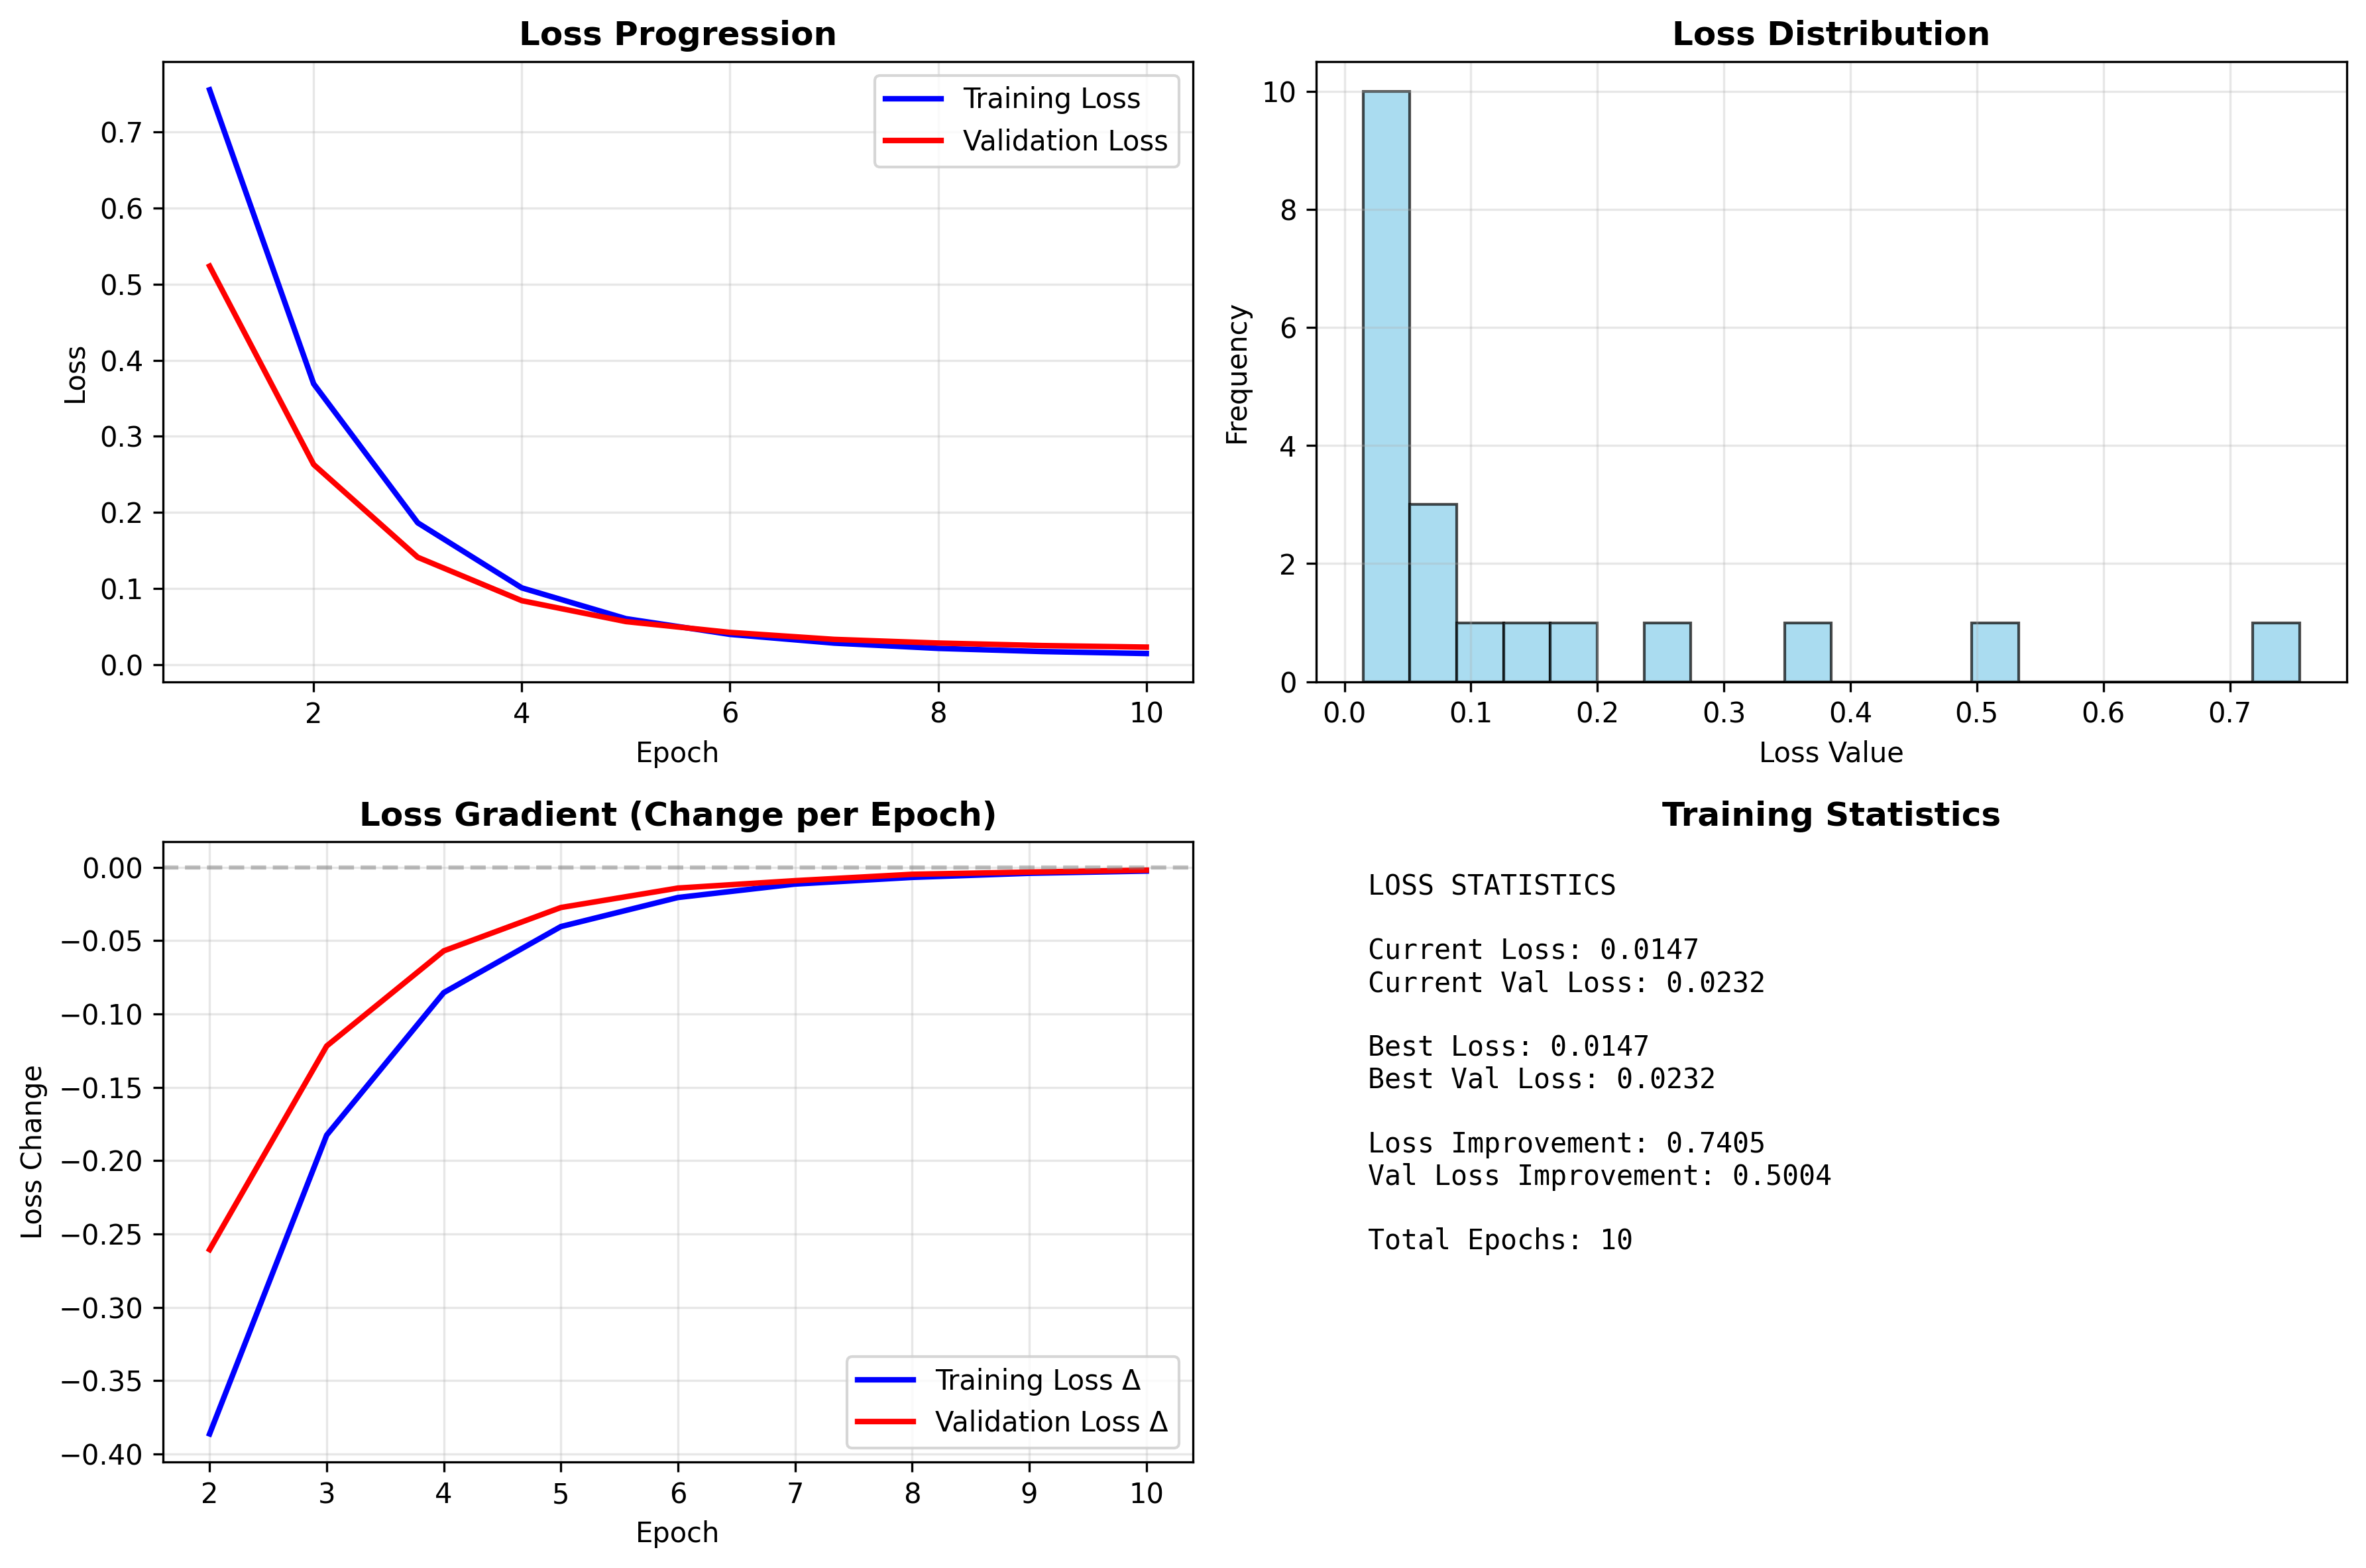 Loss Progression
0.7
0.6
0.5
0.4
0.3
0.2
0.1
0.0
Loss
2 4 6 8 10
Epoch
Training Loss
Validation Loss
Loss Distribution
10
8
6
4
2
0
Frequency
0.0 0.1 0.2 0.3 0.4 0.5 0.6 0.7
Loss Value
Loss Gradient (Change per Epoch)
0.00
−0.05
−0.10
−0.15
−0.20
−0.25
−0.30
−0.35
−0.40
Loss Change
2 3 4 5 6 7 8 9 10
Epoch
Training Loss Δ
Validation Loss Δ
Training Statistics
LOSS STATISTICS
Current Loss: 0.0147
Current Val Loss: 0.0232
Best Loss: 0.0147
Best Val Loss: 0.0232
Loss Improvement: 0.7405
Val Loss Improvement: 0.5004
Total Epochs: 10